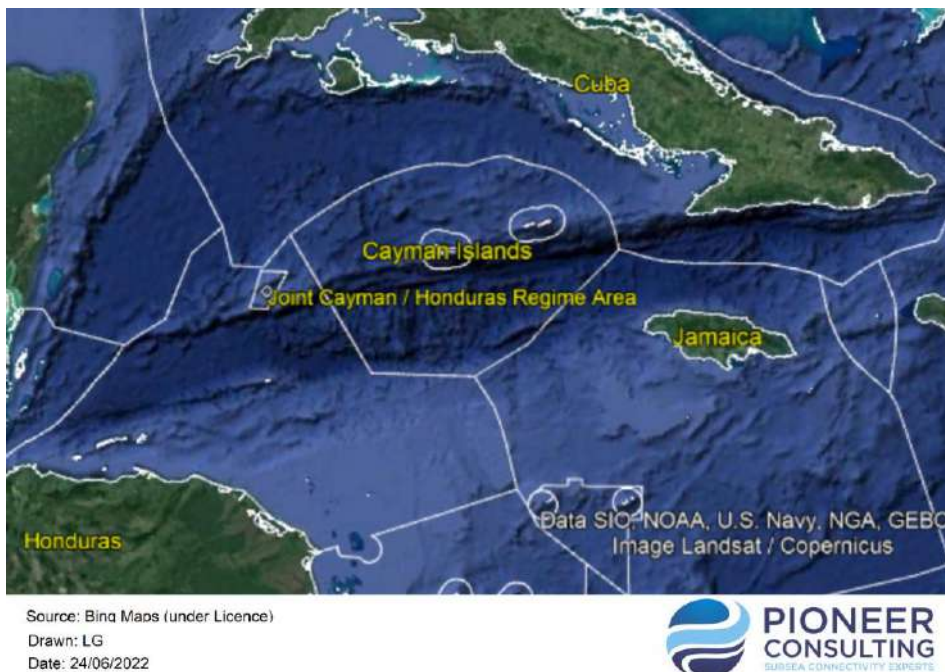 Cuba
Cayman Islands
Joint Cayman / Honduras Regime Area
Jamaica
Honduras
Data SIO, NOAA, U.S. Navy, NGA, GEBC
Image Landsat / Copernicus
Source: Bing Maps (under Licence)
Drawn: LG
Date: 24/06/2022
PIONEER
CONSULTING
SUBSEA CONNECTIVITY EXPERTS